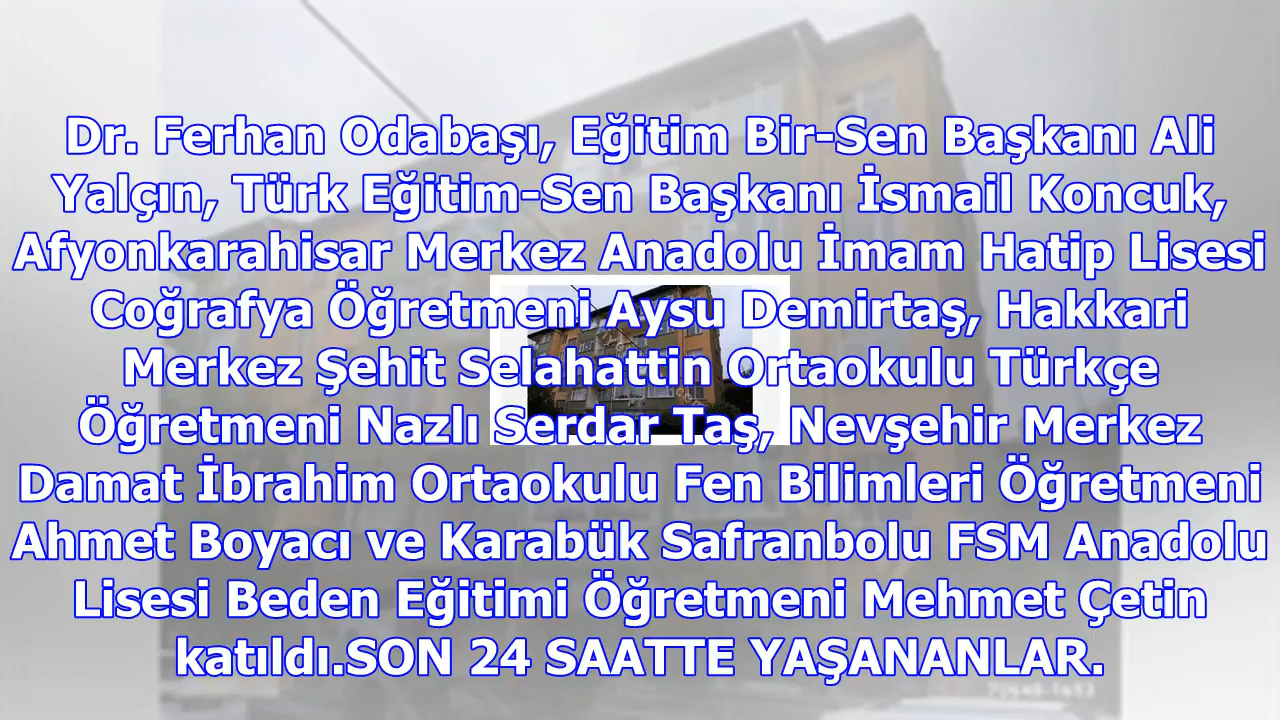 Dr. Ferhan Odabaşı, Eğitim Bir-Sen Başkanı Ali
Yalçın, Türk Eğitim-Sen Başkanı İsmail Koncuk,
Afyonkarahisar Merkez Anadolu İmam Hatip Lisesi
Coğrafya Öğretmeni Aysu Demirtaş, Hakkari
Merkez Şehit Selahattin Ortaokulu Türkçe
Öğretmeni Nazlı Serdar Taş, Nevşehir Merkez
Damat İbrahim Ortaokulu Fen Bilimleri Öğretmeni
Ahmet Boyacı ve Karabük Safranbolu FSM Anadolu
Lisesi Beden Eğitimi Öğretmeni Mehmet Çetin
katıldı.SON 24 SAATTE YAŞANANLAR.